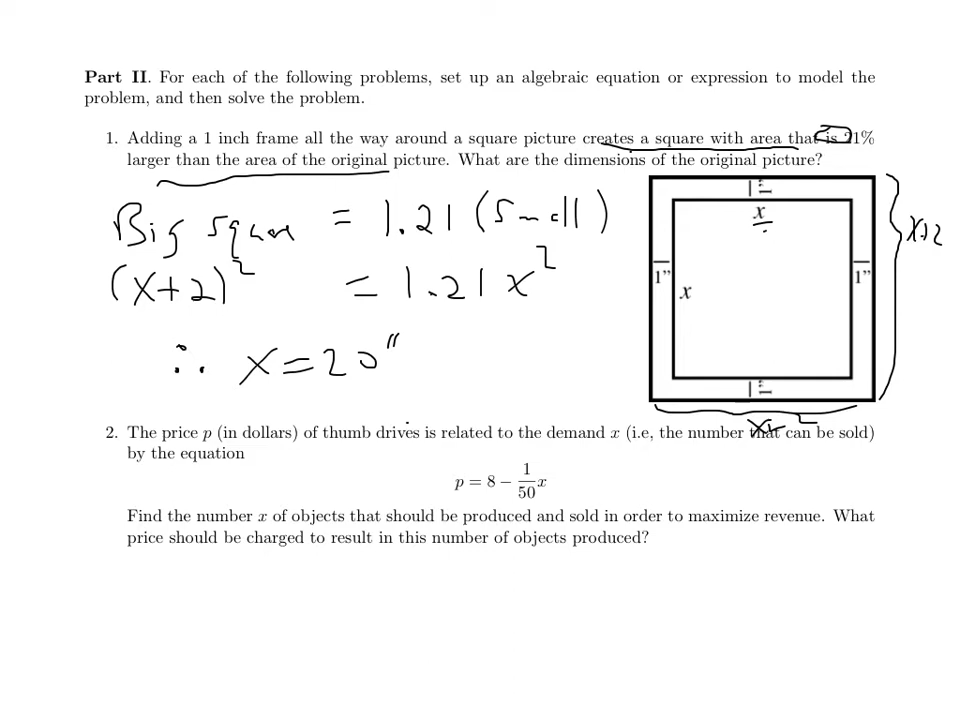 Part II. For each of the following problems, set up an algebraic equation or expression to model the
problem, and then solve the problem.
1. Adding a 1 inch frame all the way around a square picture creates a square with area that is 21%
larger than the area of the original picture. What are the dimensions of the original picture?
Big square = 1.21 (Small)
(x+2)² = 1.21 x²
∴ x = 20"
1"
x
1"
x
1"
1"
x+2
x+2
2. The price p (in dollars) of thumb drives is related to the demand x (i.e, the number that can be sold)
by the equation
p = 8 − 1/50 x
Find the number x of objects that should be produced and sold in order to maximize revenue. What
price should be charged to result in this number of objects produced?